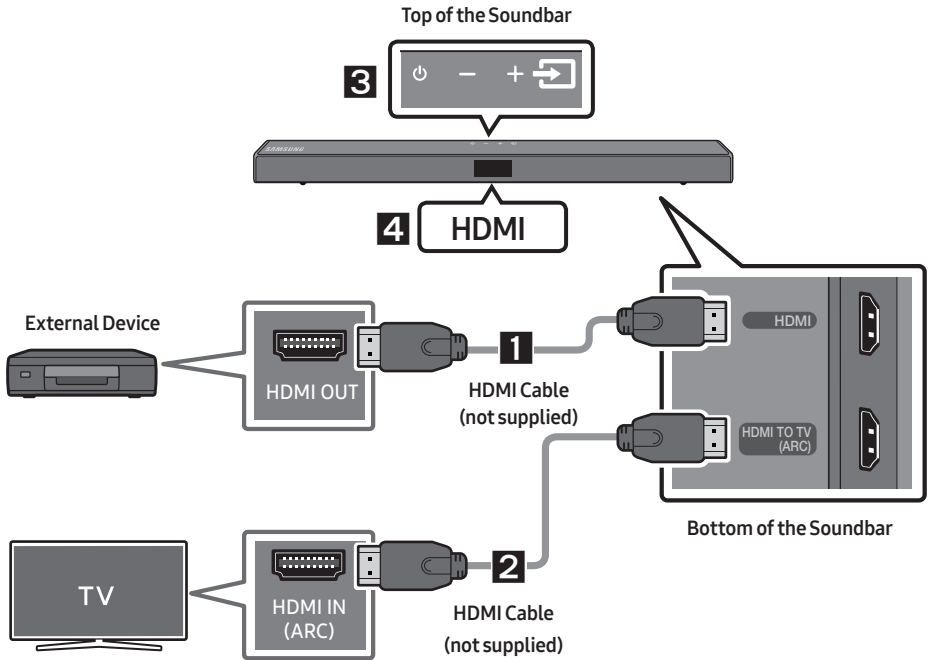 Top of the Soundbar
3
SAMSUNG
4
HDMI
External Device
HDMI OUT
1
HDMI Cable
(not supplied)
HDMI
HDMI TO TV
(ARC)
Bottom of the Soundbar
TV
HDMI IN
(ARC)
2
HDMI Cable
(not supplied)